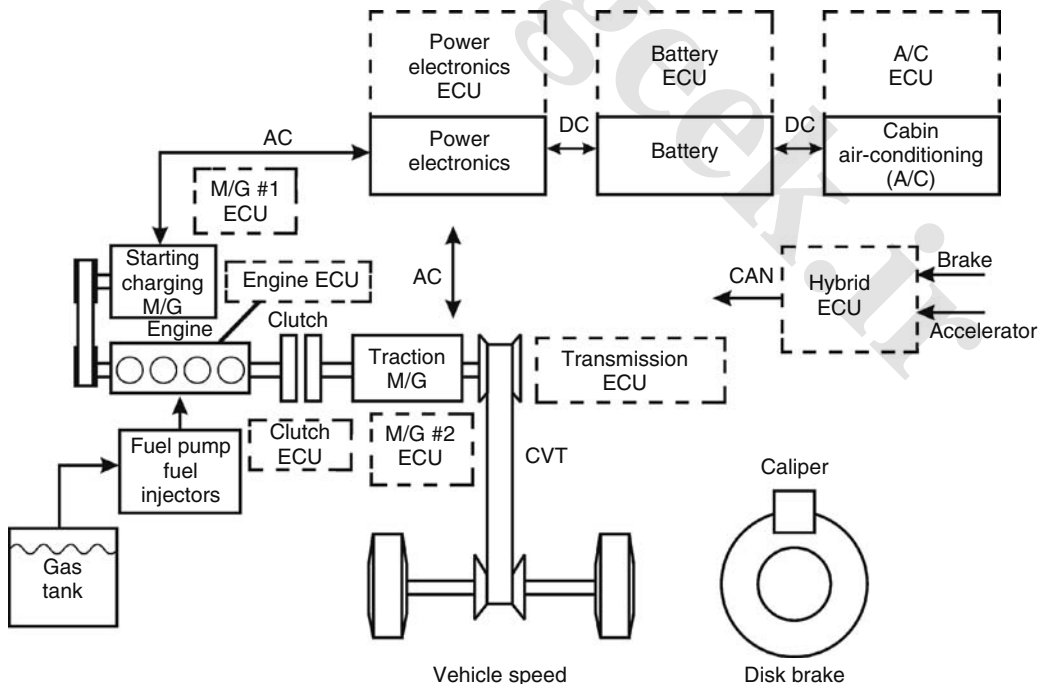 Power
electronics
ECU
Battery
ECU
A/C
ECU
Power
electronics
DC
Battery
DC
Cabin
air-conditioning
(A/C)
AC
M/G #1
ECU
Starting
charging
M/G
Engine ECU
AC
CAN
Hybrid
ECU
Brake
Accelerator
Engine
Clutch
Traction
M/G
Transmission
ECU
Fuel pump
fuel
injectors
Clutch
ECU
M/G #2
ECU
CVT
Caliper
Gas
tank
Vehicle speed
Disk brake
geek.ir